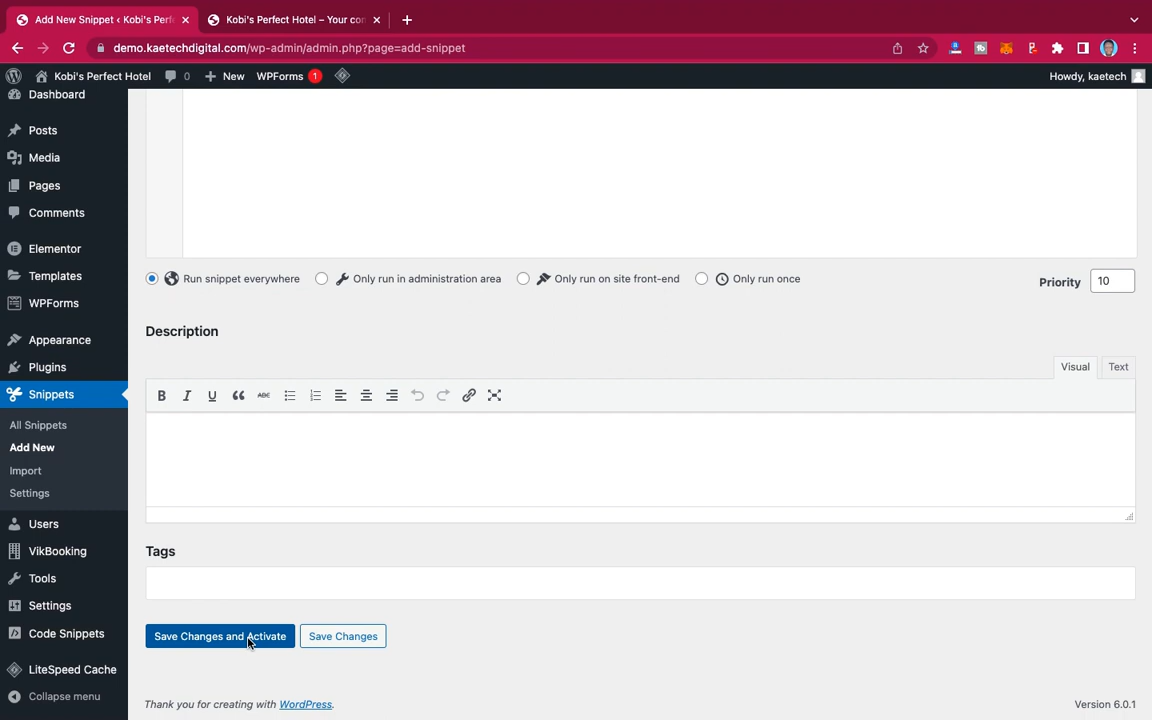 Add New Snippet ‹ Kobi's Perf
Kobi's Perfect Hotel – Your con
demo.kaetechdigital.com/wp-admin/admin.php?page=add-snippet
Kobi's Perfect Hotel 0 New WPForms 1 Howdy, kaetech
Dashboard
Posts
Media
Pages
Comments
Elementor
Templates
WPForms
Appearance
Plugins
Snippets
All Snippets
Add New
Import
Settings
Users
VikBooking
Tools
Settings
Code Snippets
LiteSpeed Cache
Collapse menu
Run snippet everywhere Only run in administration area Only run on site front-end Only run once Priority 10
Description
Visual Text
B I U ABC
Tags
Save Changes and Activate Save Changes
Thank you for creating with WordPress. Version 6.0.1